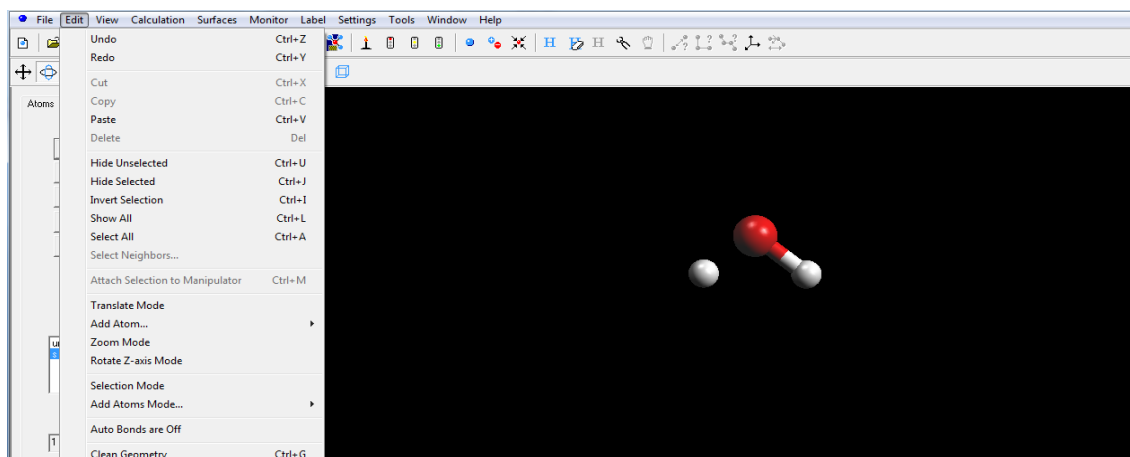 File Edit View Calculation Surfaces Monitor Label Settings Tools Window Help
H H
Atoms
Undo Ctrl+Z
Redo Ctrl+Y
Cut Ctrl+X
Copy Ctrl+C
Paste Ctrl+V
Delete Del
Hide Unselected Ctrl+U
Hide Selected Ctrl+J
Invert Selection Ctrl+I
Show All Ctrl+L
Select All Ctrl+A
Select Neighbors...
Attach Selection to Manipulator Ctrl+M
Translate Mode
Add Atom...
Zoom Mode
Rotate Z-axis Mode
Selection Mode
Add Atoms Mode...
Auto Bonds are Off
1
Clean Geometry Ctrl+G